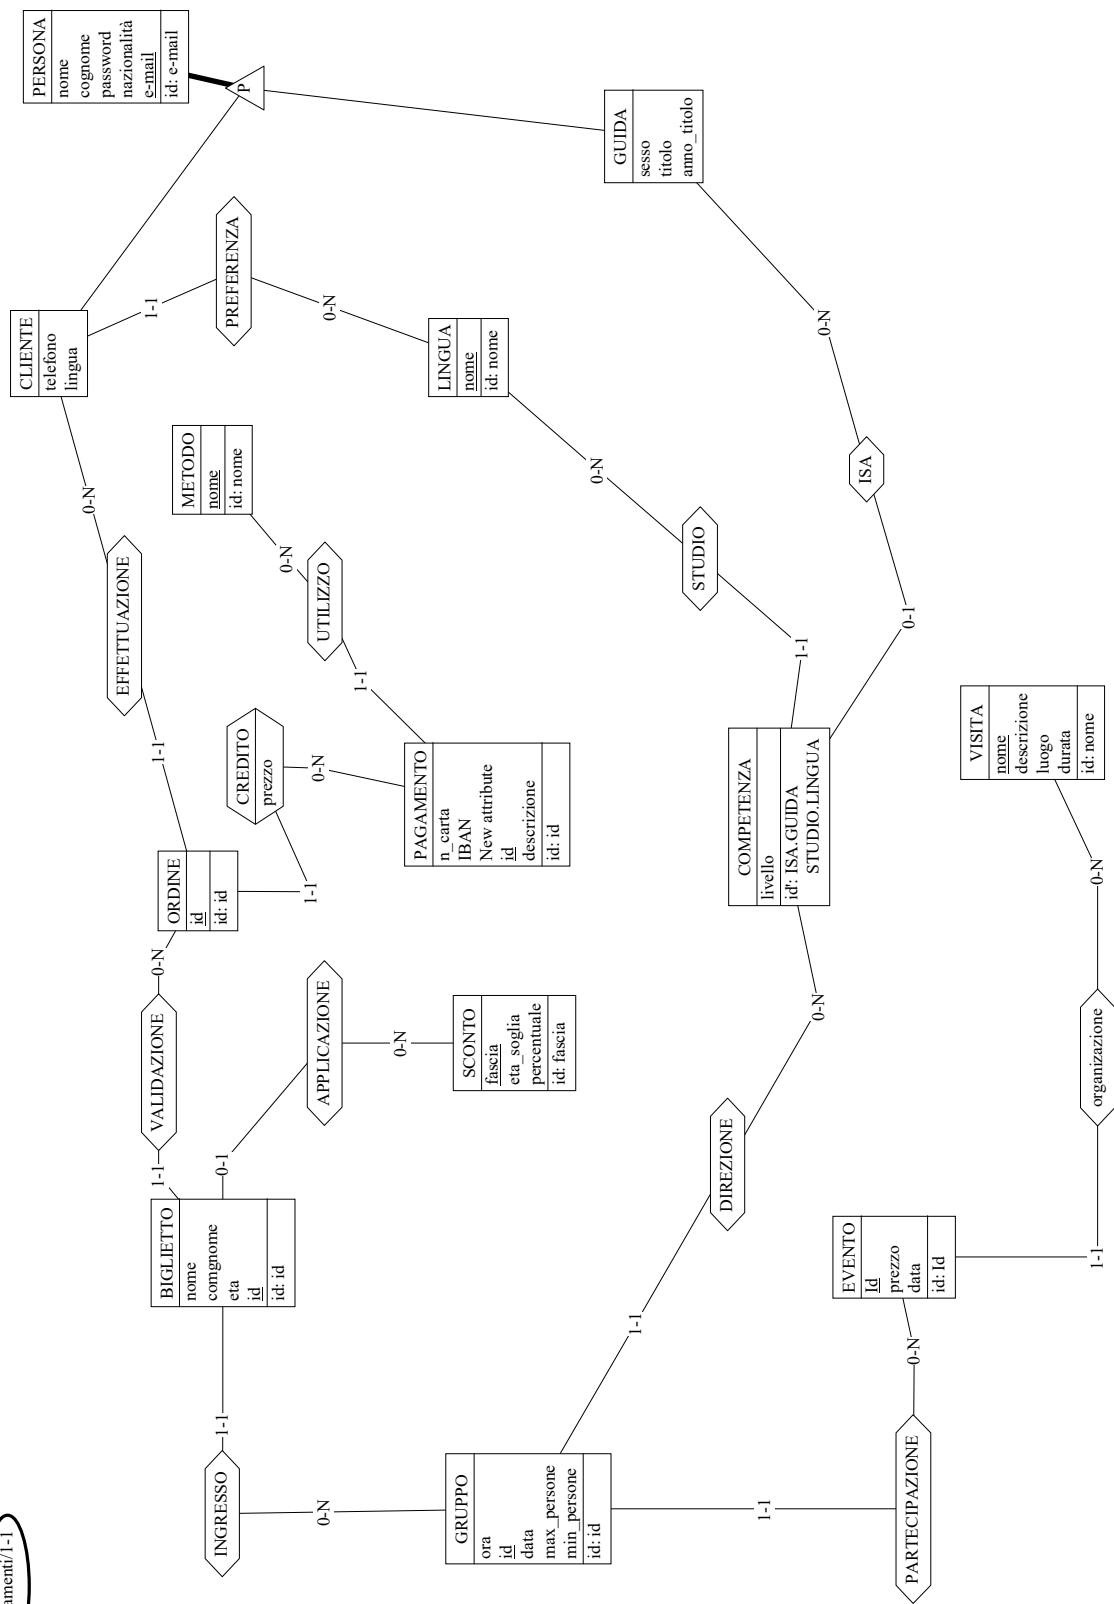 PERSONA
nome
cognome
password
nazionalità
e-mail
id: e-mail
P
GUIDA
sesso
titolo
anno_titolo
CLIENTE
telefono
lingua
1-1
PREFERENZA
0-N
LINGUA
nome
id: nome
0-N
EFFETTUAZIONE
1-1
METODO
nome
id: nome
0-N
UTILIZZO
1-1
0-N
STUDIO
1-1
0-N
ISA
0-1
CREDITO
prezzo
0-N
1-1
PAGAMENTO
n_carta
IBAN
New attribute
id
descrizione
id: id
ORDINE
id
id: id
COMPETENZA
livello
id': ISA.GUIDA
STUDIO.LINGUA
VISITA
nome
descrizione
luogo
durata
id: nome
0-N
VALIDAZIONE
1-1
APPLICAZIONE
0-1
0-N
SCONTO
fascia
eta_soglia
percentuale
id: fascia
0-N
DIREZIONE
1-1
0-N
organizazione
1-1
BIGLIETTO
nome
comgnome
eta
id
id: id
EVENTO
Id
prezzo
data
id: Id
1-1
INGRESSO
0-N
GRUPPO
ora
id
data
max_persone
min_persone
id: id
1-1
0-N
PARTECIPAZIONE
amenti/1-1